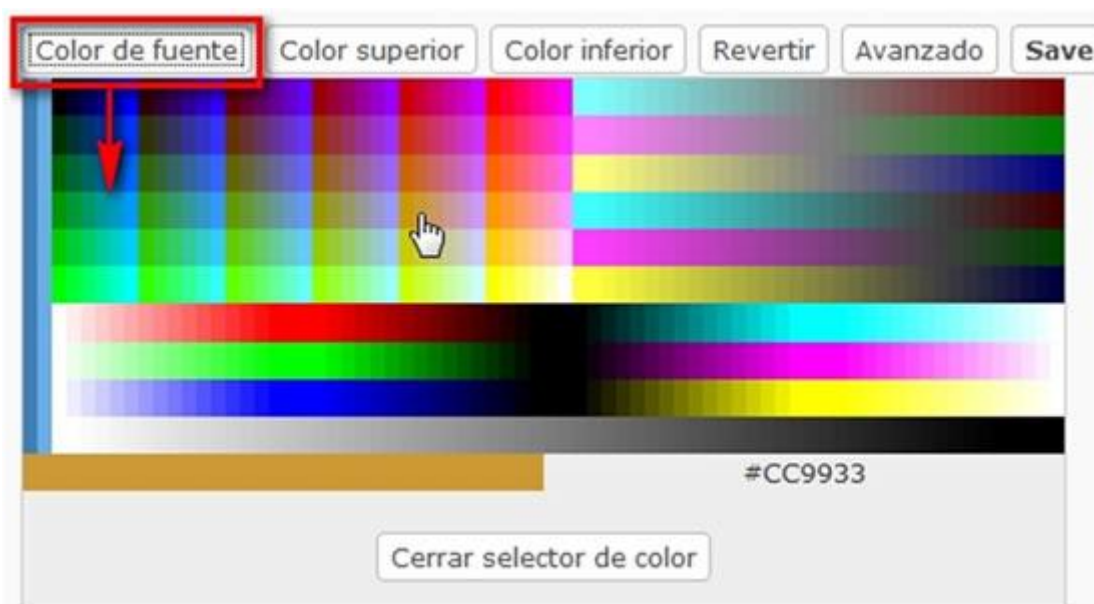 Color de fuente Color superior Color inferior Revertir Avanzado Save
#CC9933
Cerrar selector de color